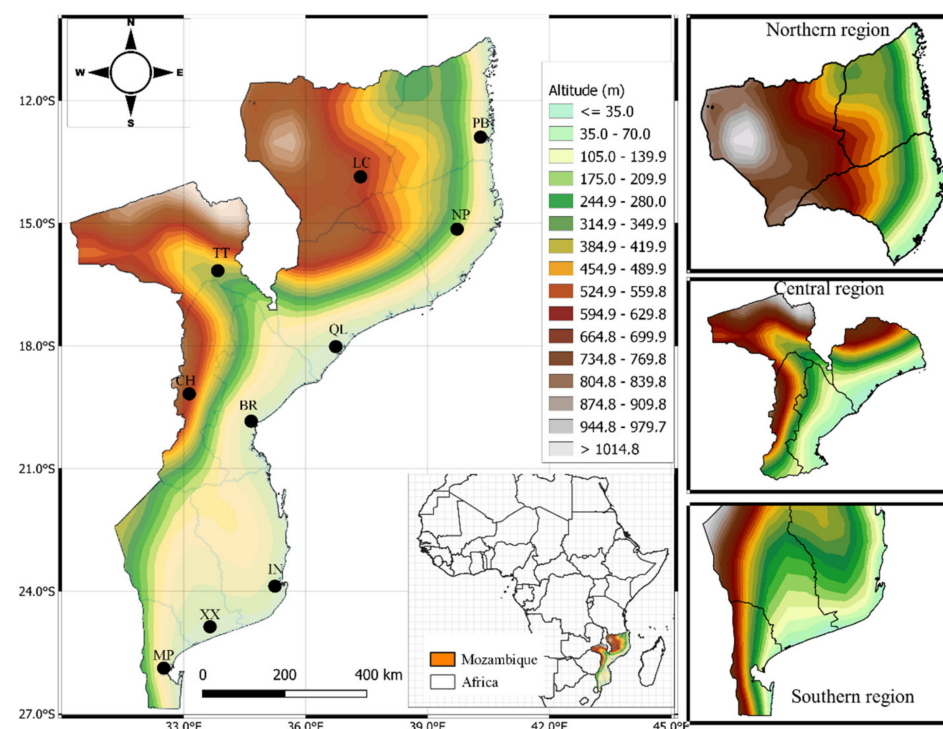 N
W
E
S
12.0°S
15.0°S
18.0°S
21.0°S
24.0°S
27.0°S
PB
LC
NP
TT
QL
CH
BR
IN
XX
MP
0 200 400 km
33.0°E
36.0°E
39.0°E
42.0°E
45.0°E
Altitude (m)
<= 35.0
35.0 - 70.0
105.0 - 139.9
175.0 - 209.9
244.9 - 280.0
314.9 - 349.9
384.9 - 419.9
454.9 - 489.9
524.9 - 559.8
594.9 - 629.8
664.8 - 699.9
734.8 - 769.8
804.8 - 839.8
874.8 - 909.8
944.8 - 979.7
> 1014.8
Mozambique
Africa
Northern region
Central region
Southern region